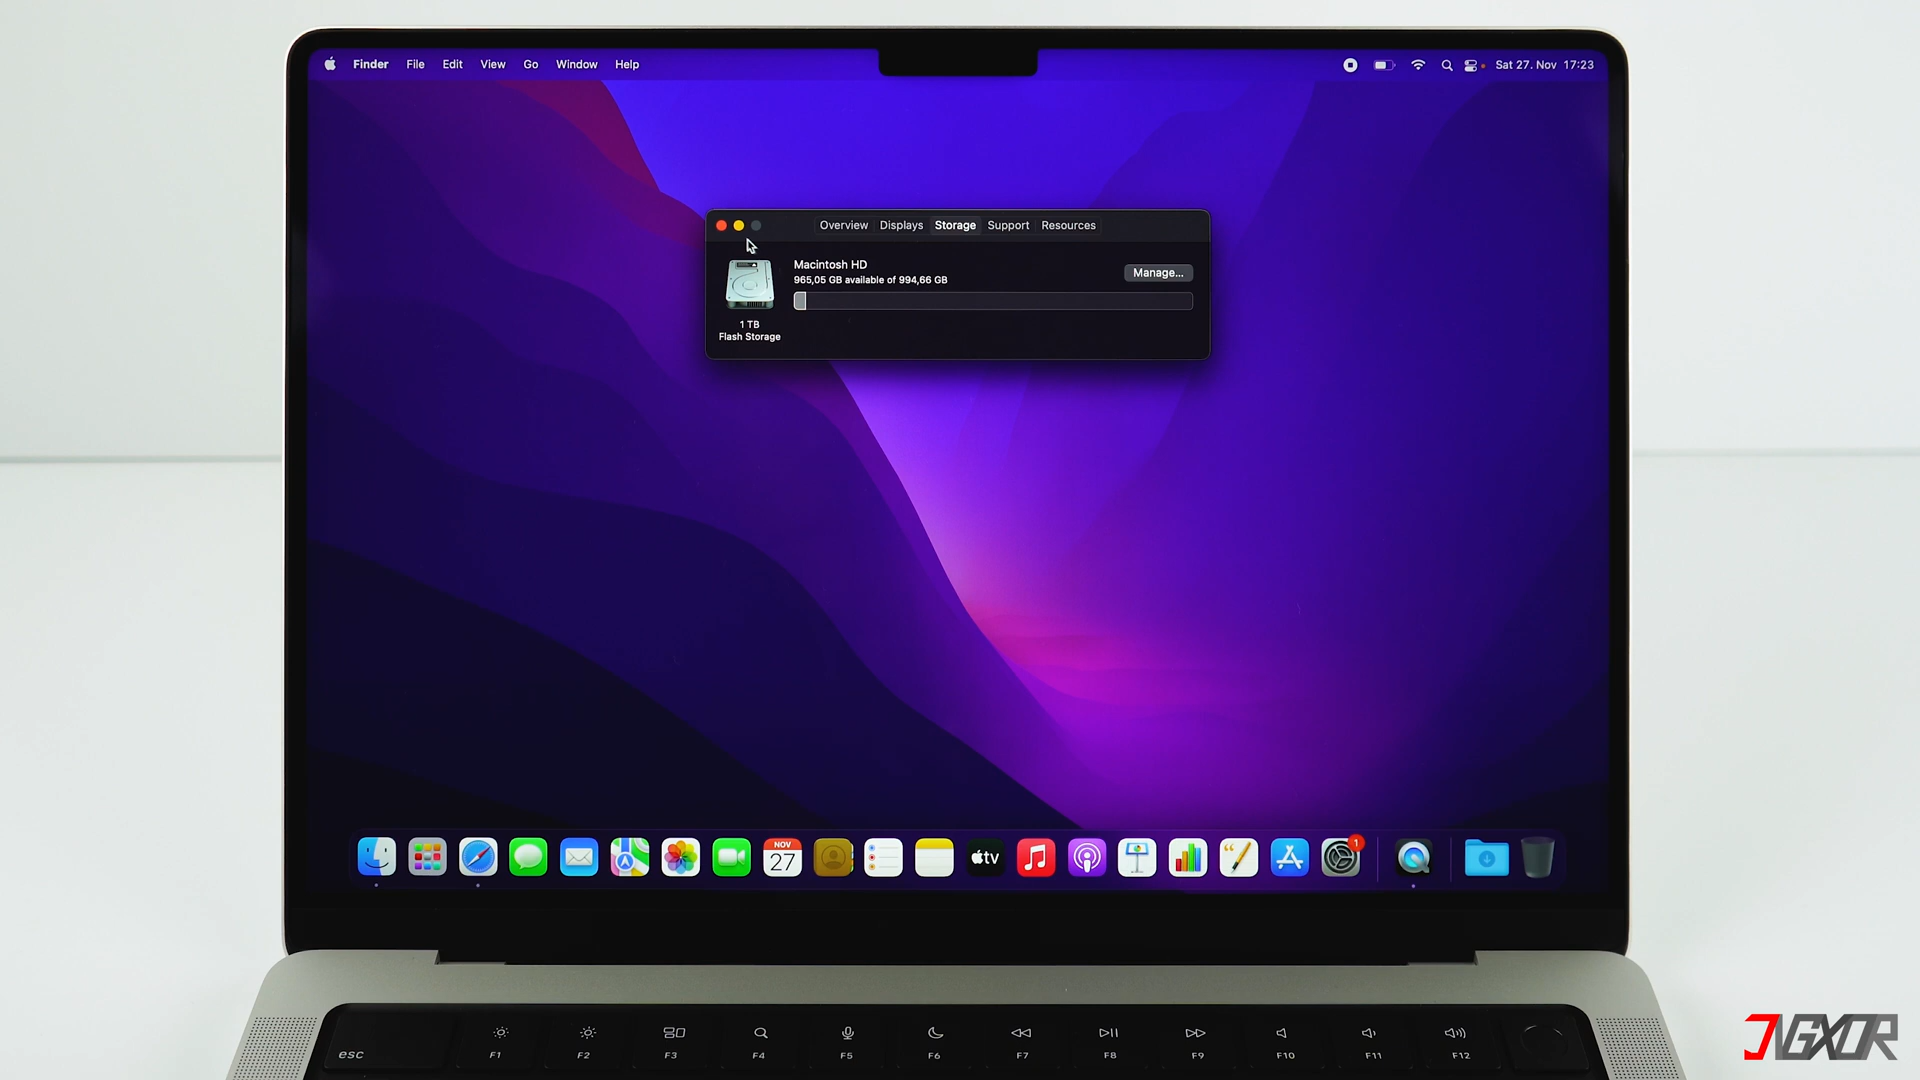 Finder File Edit View Go Window Help
Sat 27. Nov 17:23
Overview Displays Storage Support Resources
Macintosh HD
965,05 GB available of 994,66 GB
Manage...
1 TB
Flash Storage
NOV
27
tv
1
esc
F1 F2 F3 F4 F5 F6 F7 F8 F9 F10 F11 F12
JVGXOR